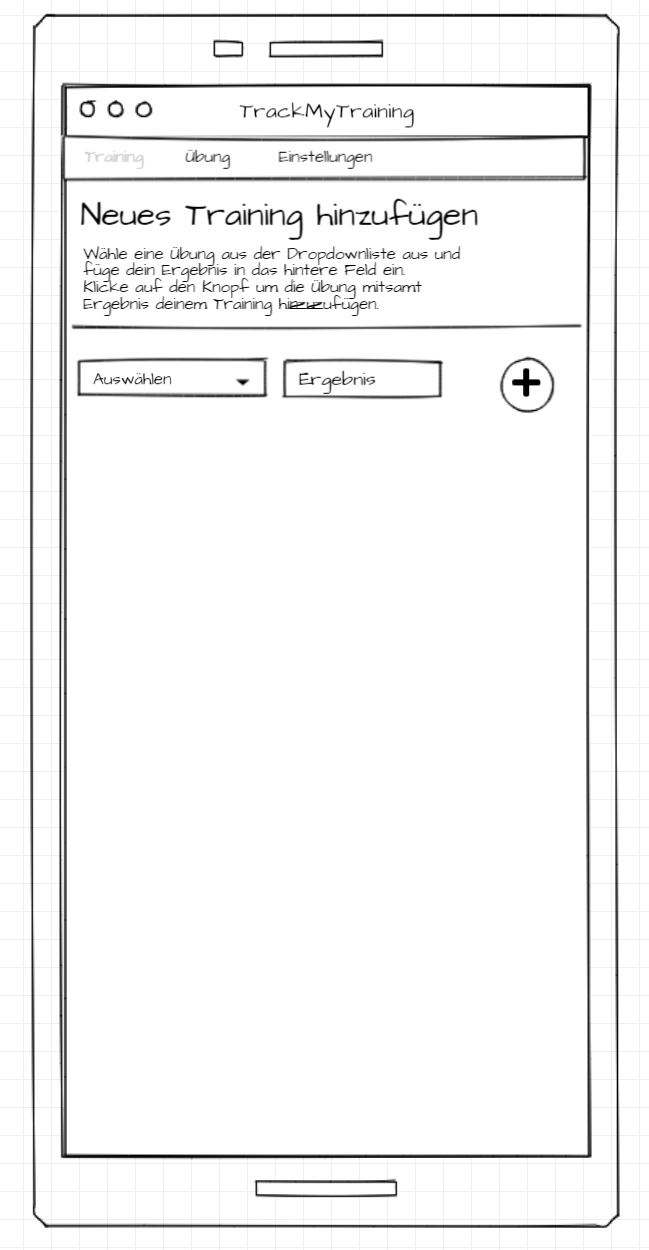 TrackMyTraining
Training Übung Einstellungen
Neues Training hinzufügen
Wähle eine Übung aus der Dropdownliste aus und
füge dein Ergebnis in das hintere Feld ein.
Klicke auf den Knopf um die Übung mitsamt
Ergebnis deinem Training hinzuzufügen.
Auswählen Ergebnis